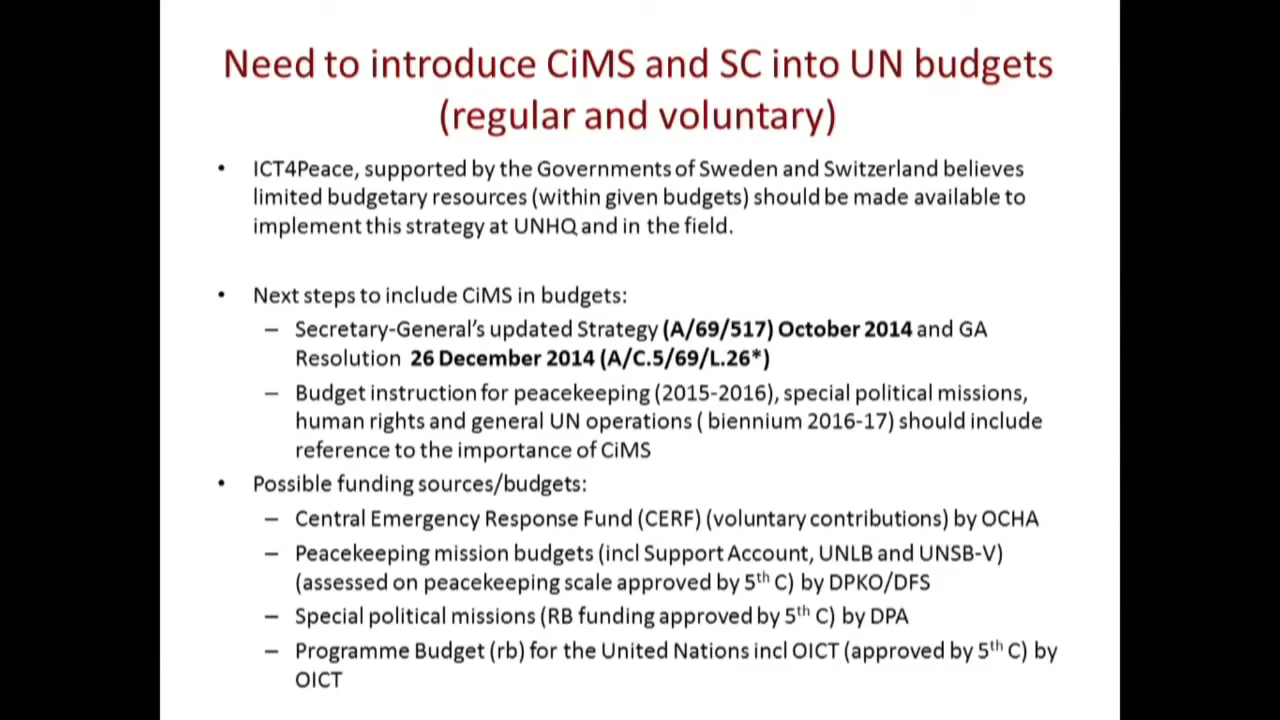 Need to introduce CiMS and SC into UN budgets
(regular and voluntary)
• ICT4Peace, supported by the Governments of Sweden and Switzerland believes
limited budgetary resources (within given budgets) should be made available to
implement this strategy at UNHQ and in the field.
• Next steps to include CiMS in budgets:
– Secretary-General's updated Strategy (A/69/517) October 2014 and GA
Resolution 26 December 2014 (A/C.5/69/L.26*)
– Budget instruction for peacekeeping (2015-2016), special political missions,
human rights and general UN operations ( biennium 2016-17) should include
reference to the importance of CiMS
• Possible funding sources/budgets:
– Central Emergency Response Fund (CERF) (voluntary contributions) by OCHA
– Peacekeeping mission budgets (incl Support Account, UNLB and UNSB-V)
(assessed on peacekeeping scale approved by 5th C) by DPKO/DFS
– Special political missions (RB funding approved by 5th C) by DPA
– Programme Budget (rb) for the United Nations incl OICT (approved by 5th C) by
OICT